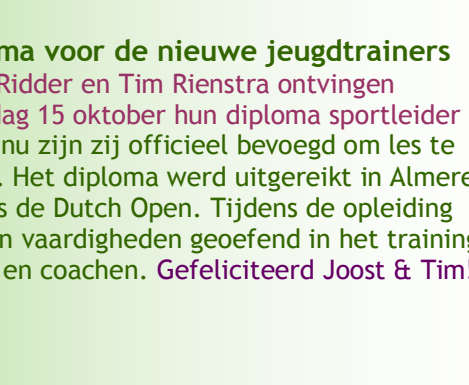 ma voor de nieuwe jeugdtrainers
Ridder en Tim Rienstra ontvingen
dag 15 oktober hun diploma sportleider
nu zijn zij officieel bevoegd om les te
. Het diploma werd uitgereikt in Almere
s de Dutch Open. Tijdens de opleiding
n vaardigheden geoefend in het training
en coachen. Gefeliciteerd Joost & Tim!